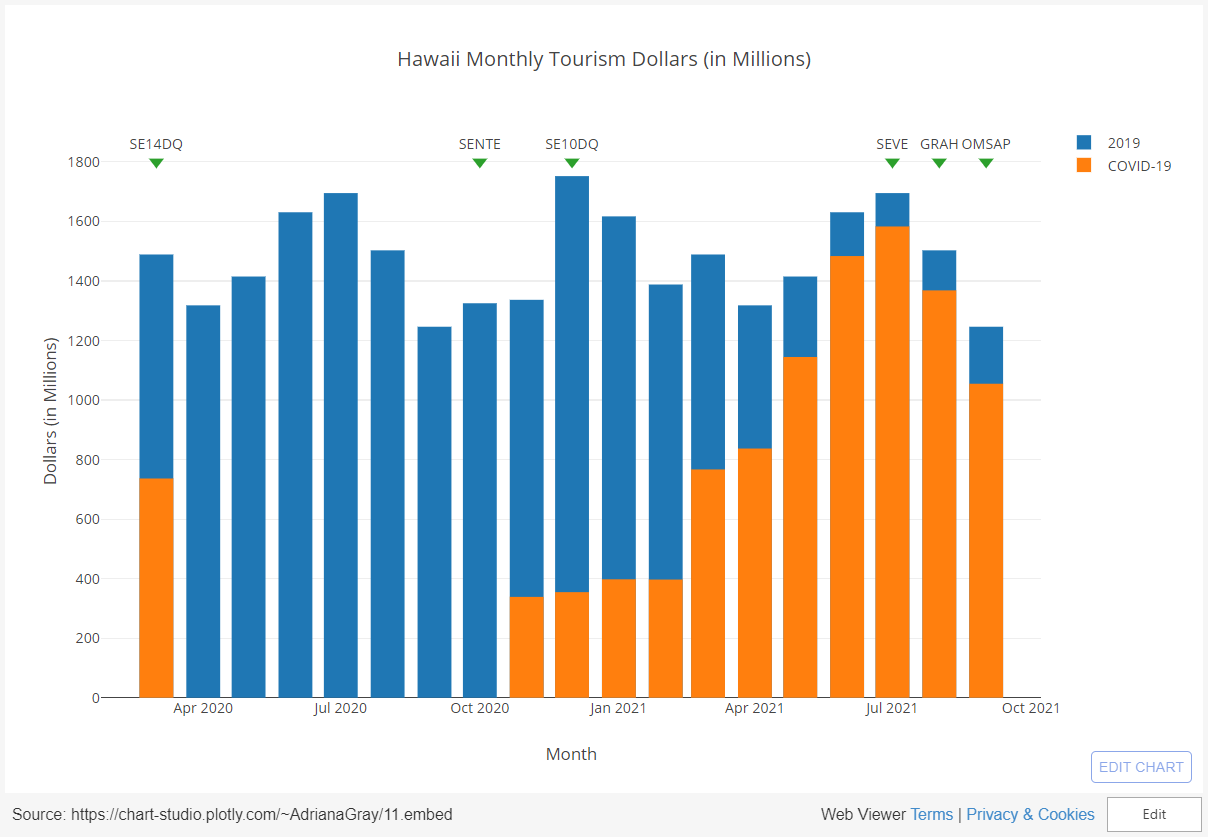 Hawaii Monthly Tourism Dollars (in Millions)
SE14DQ SENTE SE10DQ SEVE GRAH OMSAP
2019
COVID-19
1800
1600
1400
1200
1000
800
600
400
200
0
Dollars (in Millions)
Apr 2020 Jul 2020 Oct 2020 Jan 2021 Apr 2021 Jul 2021 Oct 2021
Month
EDIT CHART
Source: https://chart-studio.plotly.com/~AdrianaGray/11.embed Web Viewer Terms | Privacy & Cookies Edit